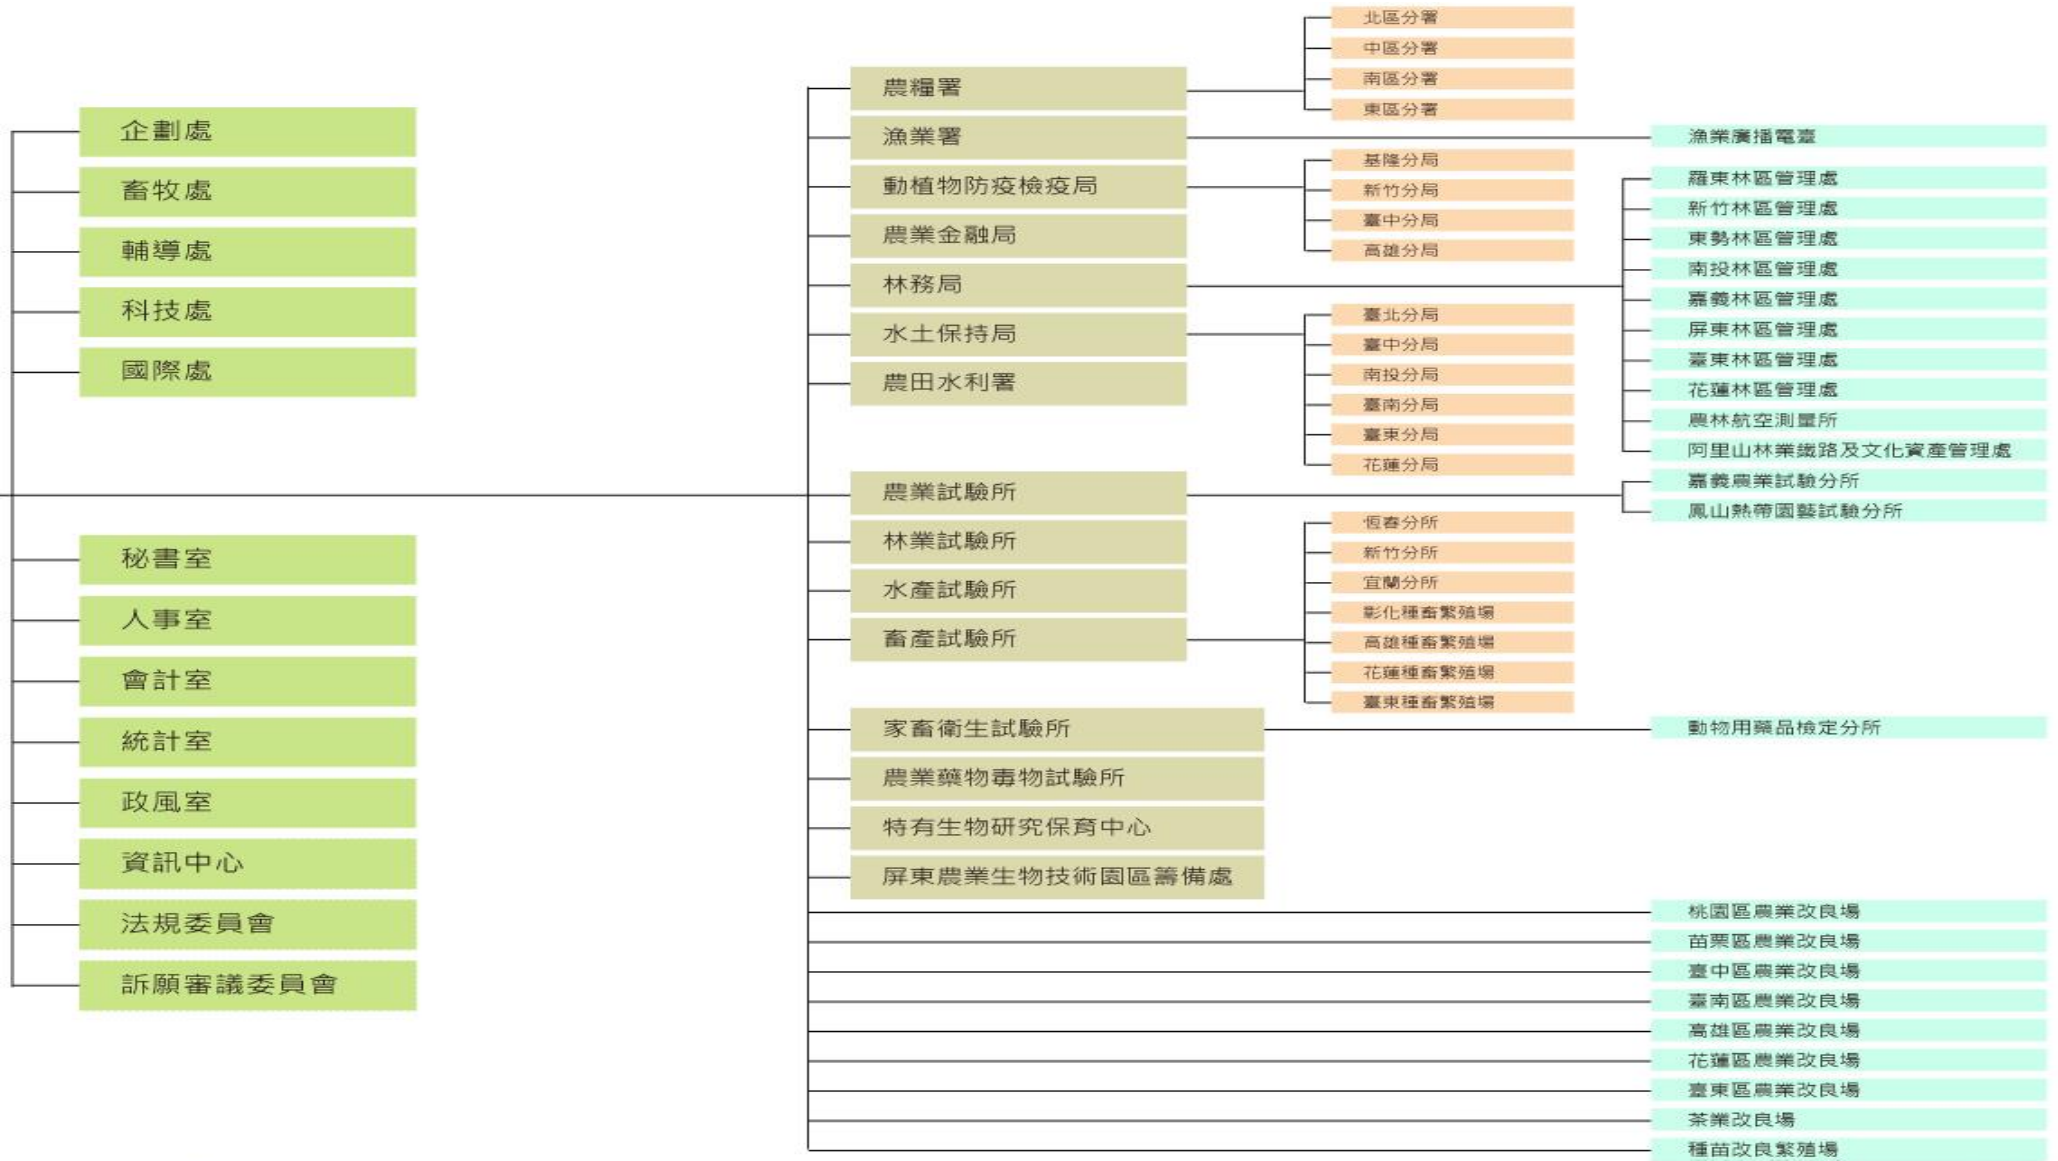 企劃處
畜牧處
輔導處
科技處
國際處
秘書室
人事室
會計室
統計室
政風室
資訊中心
法規委員會
訴願審議委員會
農糧署
漁業署
動植物防疫檢疫局
農業金融局
林務局
水土保持局
農田水利署
農業試驗所
林業試驗所
水產試驗所
畜產試驗所
家畜衛生試驗所
農業藥物毒物試驗所
特有生物研究保育中心
屏東農業生物技術園區籌備處
北區分署
中區分署
南區分署
東區分署
基隆分局
新竹分局
臺中分局
高雄分局
臺北分局
臺中分局
南投分局
臺南分局
臺東分局
花蓮分局
恆春分所
新竹分所
宜蘭分所
彰化種畜繁殖場
高雄種畜繁殖場
花蓮種畜繁殖場
臺東種畜繁殖場
漁業廣播電臺
羅東林區管理處
新竹林區管理處
東勢林區管理處
南投林區管理處
嘉義林區管理處
屏東林區管理處
臺東林區管理處
花蓮林區管理處
農林航空測量所
阿里山林業鐵路及文化資產管理處
嘉義農業試驗分所
鳳山熱帶園藝試驗分所
動物用藥品檢定分所
桃園區農業改良場
苗栗區農業改良場
臺中區農業改良場
臺南區農業改良場
高雄區農業改良場
花蓮區農業改良場
臺東區農業改良場
茶業改良場
種苗改良繁殖場